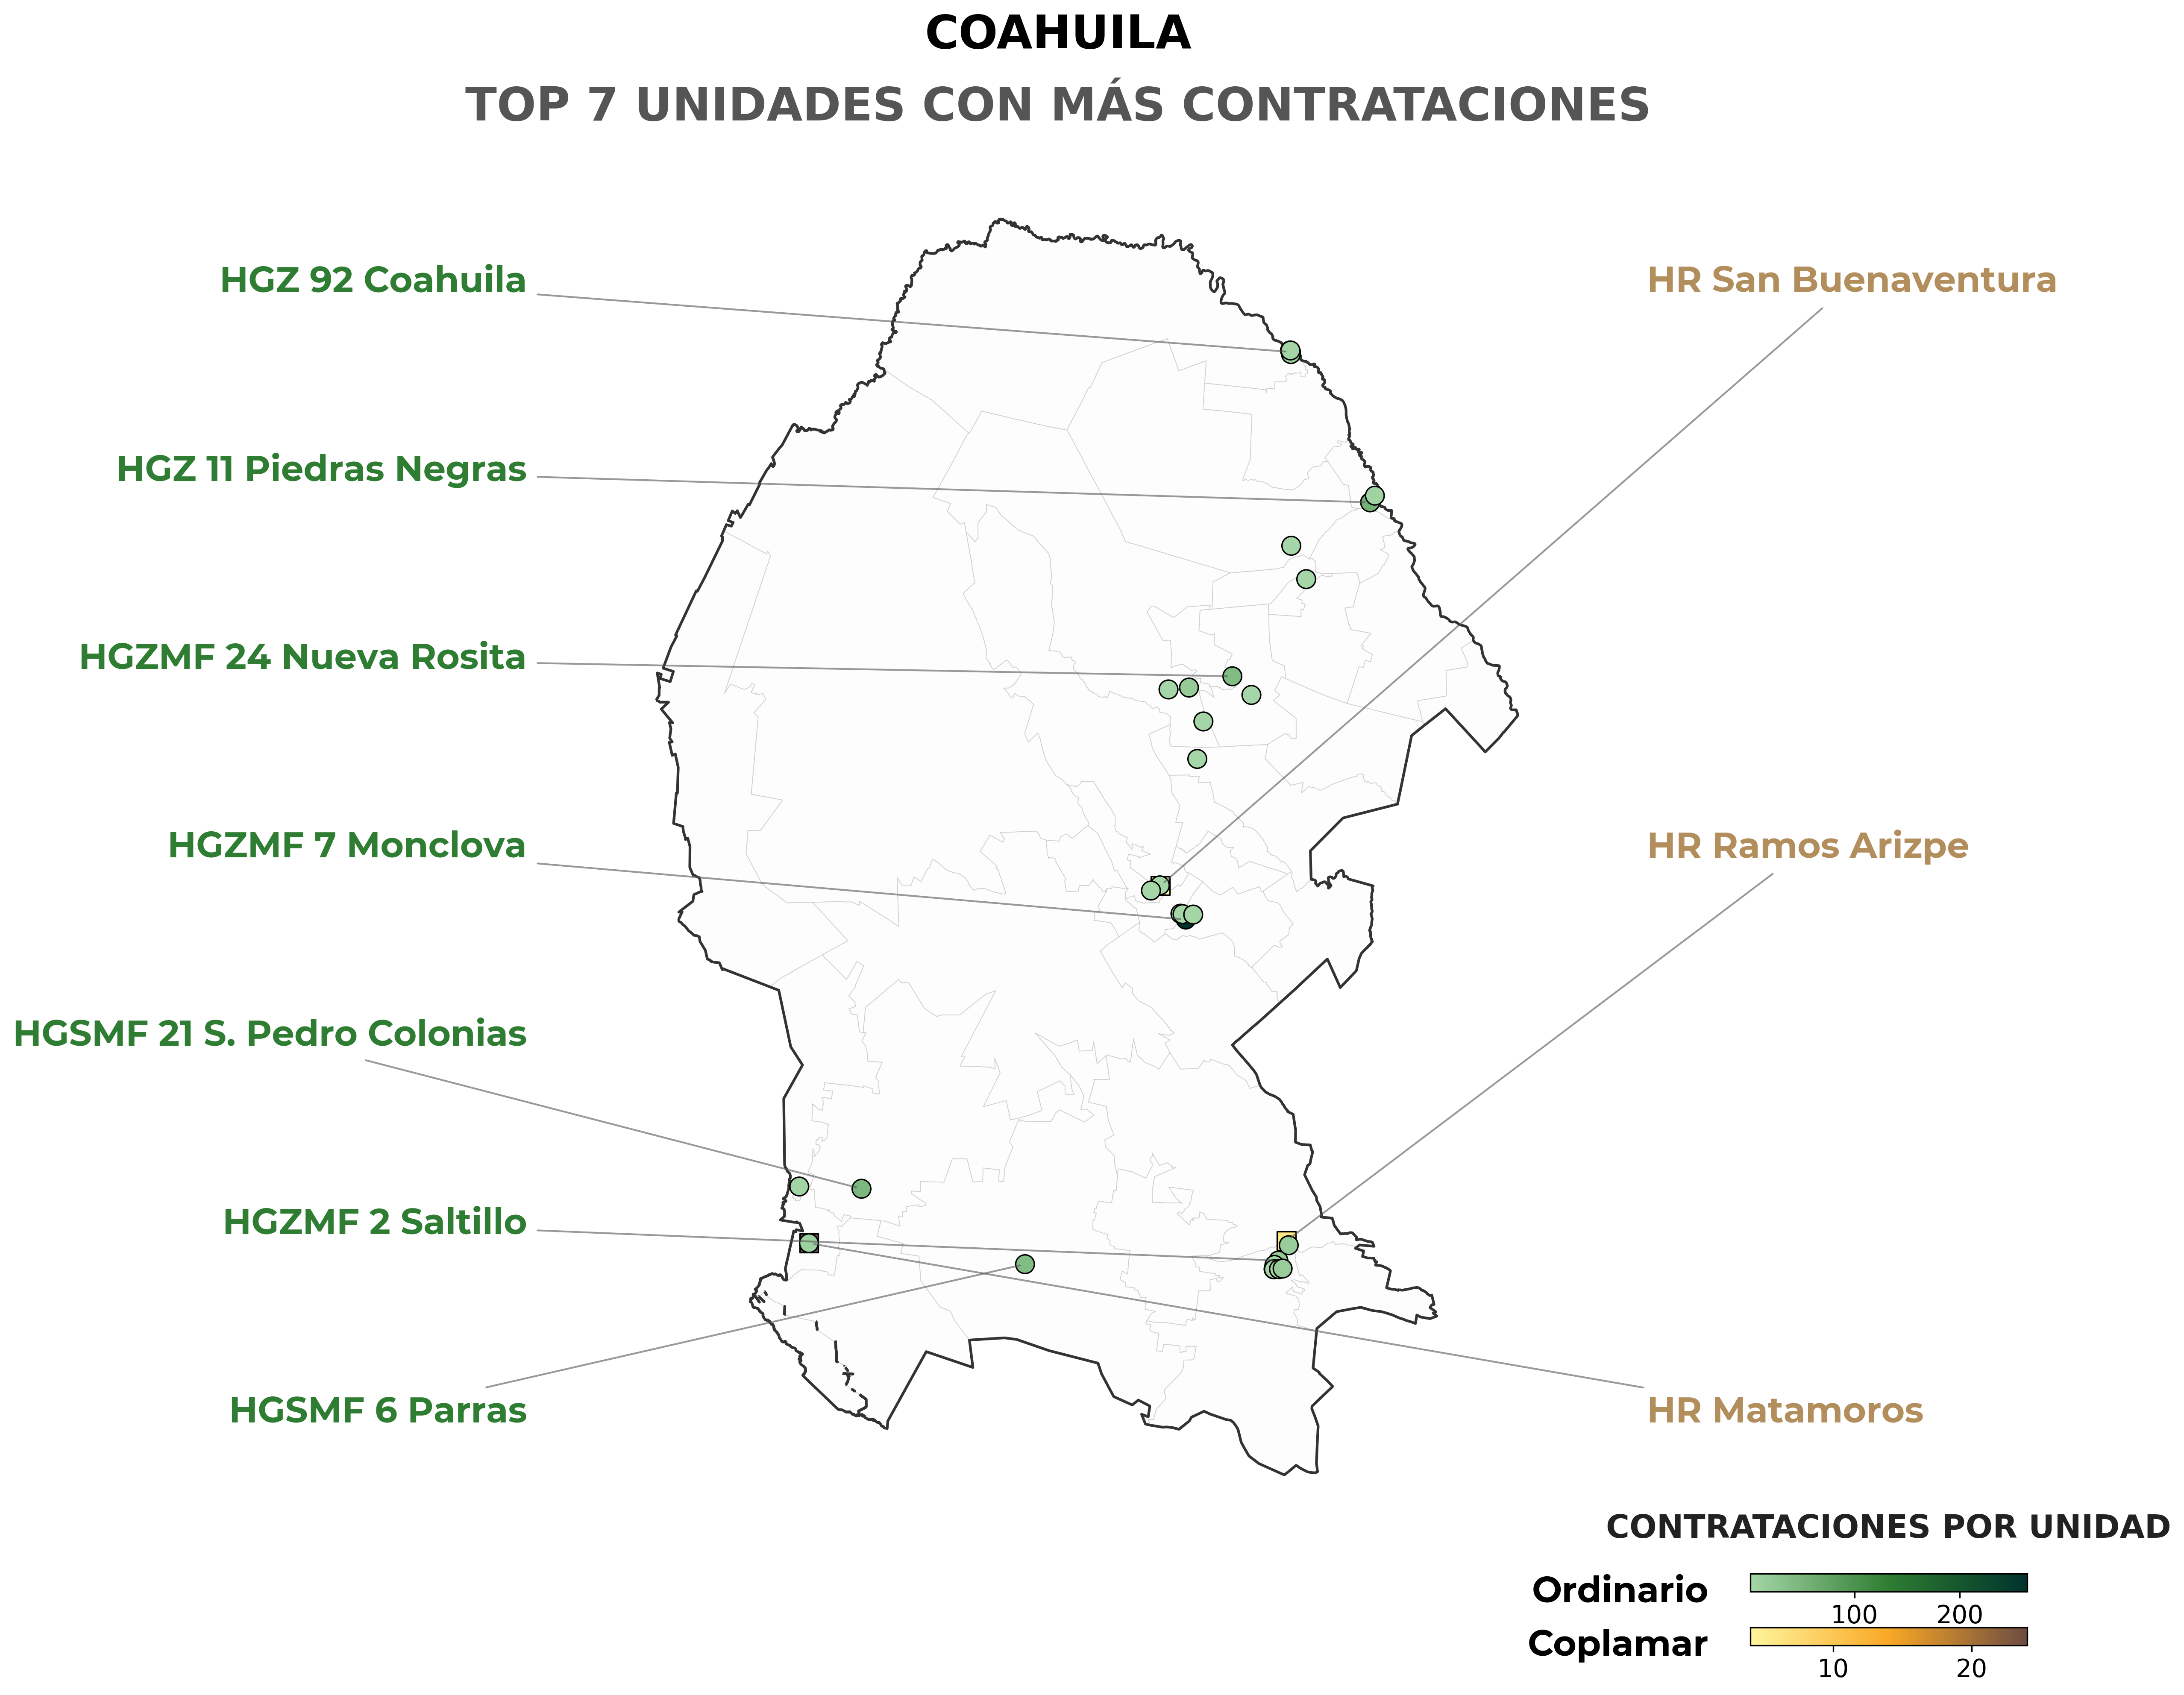 COAHUILA
TOP 7 UNIDADES CON MÁS CONTRATACIONES
HGZ 92 Coahuila
HR San Buenaventura
HGZ 11 Piedras Negras
HGZMF 24 Nueva Rosita
HGZMF 7 Monclova
HR Ramos Arizpe
HGSMF 21 S. Pedro Colonias
HGZMF 2 Saltillo
HGSMF 6 Parras
HR Matamoros
CONTRATACIONES POR UNIDAD
Ordinario
100 200
Coplamar
10 20